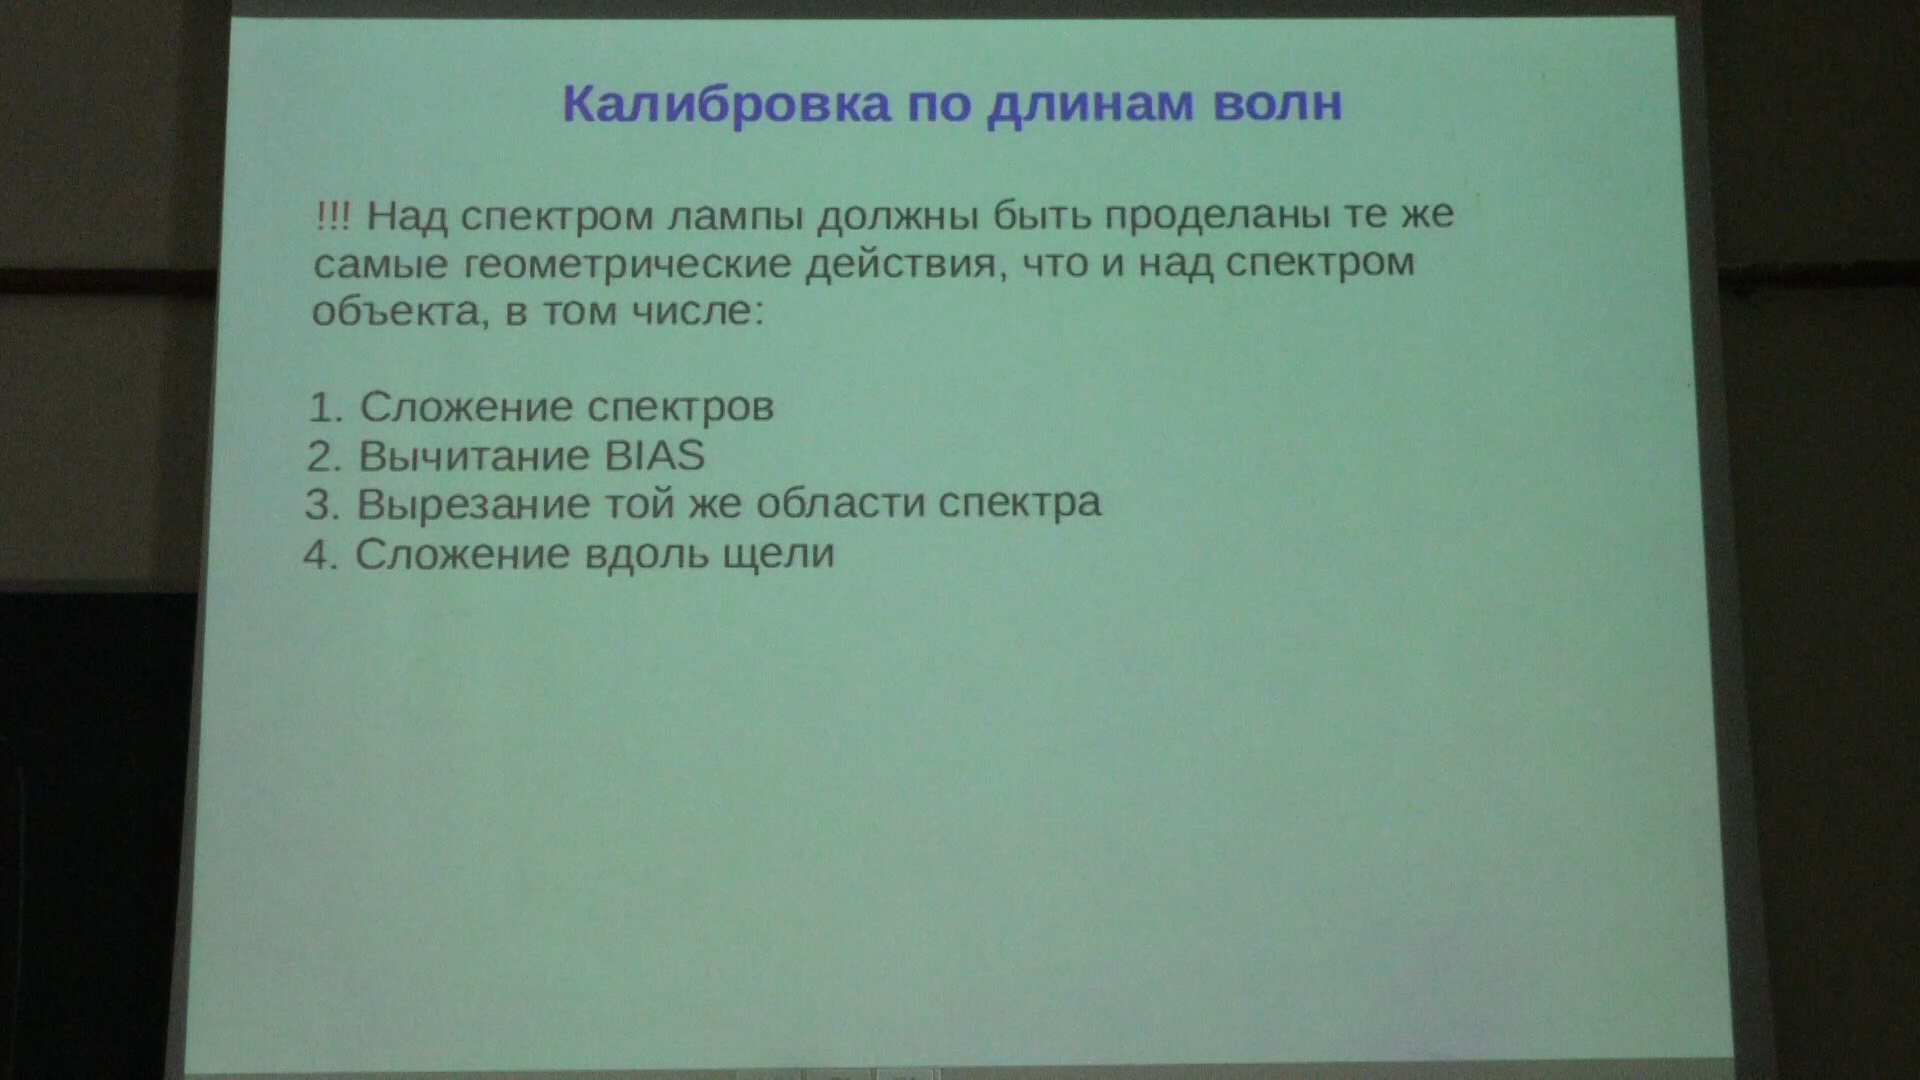 Калибровка по длинам волн
!!! Над спектром лампы должны быть проделаны те же
самые геометрические действия, что и над спектром
объекта, в том числе:
1. Сложение спектров
2. Вычитание BIAS
3. Вырезание той же области спектра
4. Сложение вдоль щели